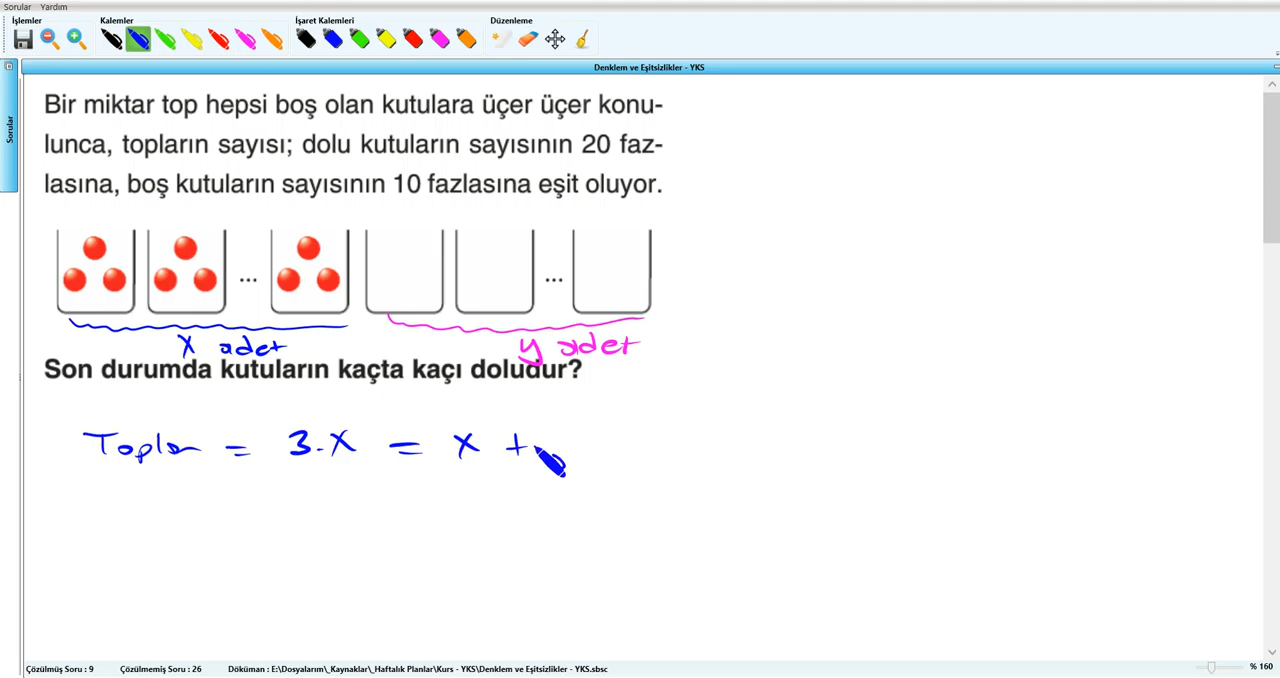 Sorular Yardım
İşlemler Kalemler İşaret Kalemleri Düzenleme
Denklem ve Eşitsizlikler - YKS
Sorular
Bir miktar top hepsi boş olan kutulara üçer üçer konu-
lunca, topların sayısı; dolu kutuların sayısının 20 faz-
lasına, boş kutuların sayısının 10 fazlasına eşit oluyor.
... ...
x adet y adet
Son durumda kutuların kaçta kaçı doludur?
Toplar = 3.x = x +
Çözülmüş Soru : 9 Çözülmemiş Soru : 26 Döküman : E:\Dosyalarım\_Kaynaklar\_Haftalık Planlar\Kurs - YKS\Denklem ve Eşitsizlikler - YKS.sbsc % 160